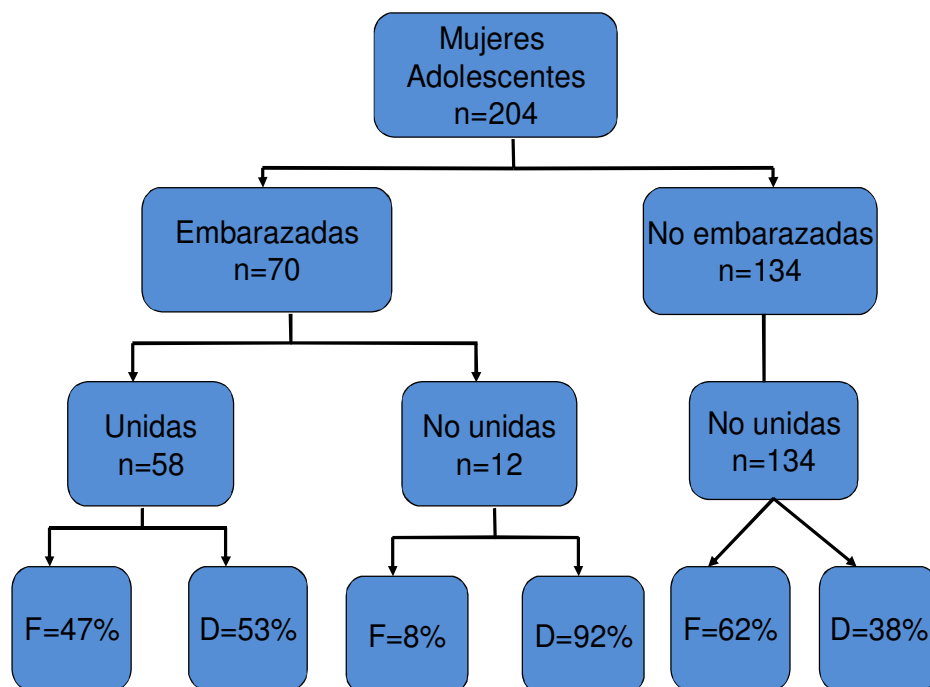 Mujeres
Adolescentes
n=204
Embarazadas
n=70
No embarazadas
n=134
Unidas
n=58
No unidas
n=12
No unidas
n=134
F=47%
D=53%
F=8%
D=92%
F=62%
D=38%